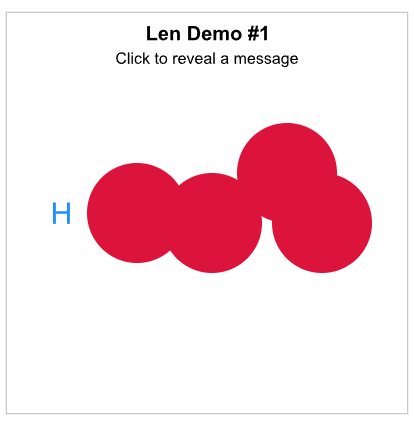 Len Demo #1
Click to reveal a message
H